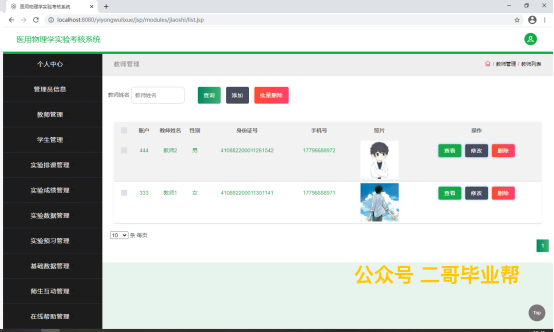 医用物理学实验考核系统
localhost:8080/yiyongwulixue/jsp/modules/jiaoshi/list.jsp
医用物理学实验考核系统
个人中心
管理员信息
教师管理
学生管理
实验排课管理
实验成绩管理
实验数据管理
实验预习管理
基础数据管理
师生互动管理
在线帮助管理
教师管理
/ 教师管理 / 教师列表
教师姓名 教师姓名 查询 添加 批量删除
账户 教师姓名 性别 身份证号 手机号 照片 操作
444 教师2 男 410882200011251042 17796688972 查看 修改 删除
333 教师1 女 410882200011301141 17796688971 查看 修改 删除
10 条 每页
1
公众号 二哥毕业帮
Top